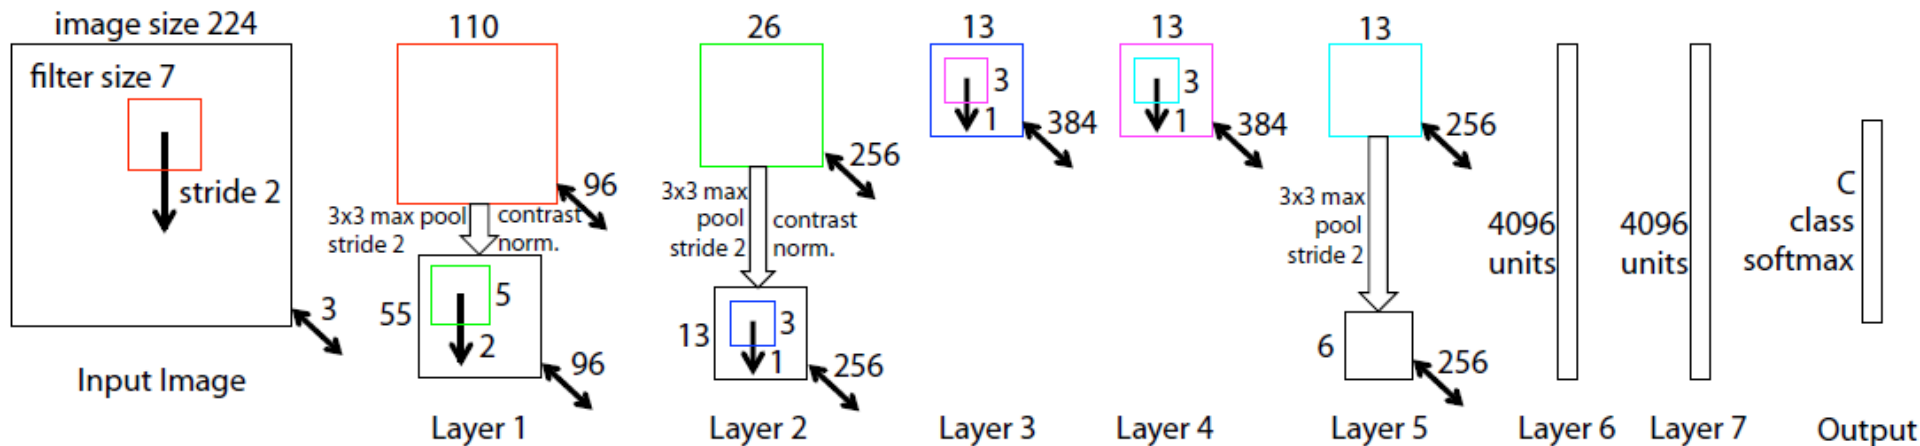 image size 224
filter size 7
stride 2
3
Input Image
110
96
3x3 max pool
stride 2
contrast
norm.
55
5
2
96
Layer 1
26
256
3x3 max
pool
stride 2
contrast
norm.
13
3
1
256
Layer 2
13
3
1
384
Layer 3
13
3
1
384
Layer 4
13
256
3x3 max
pool
stride 2
6
256
Layer 5
4096
units
Layer 6
4096
units
Layer 7
C
class
softmax
Output